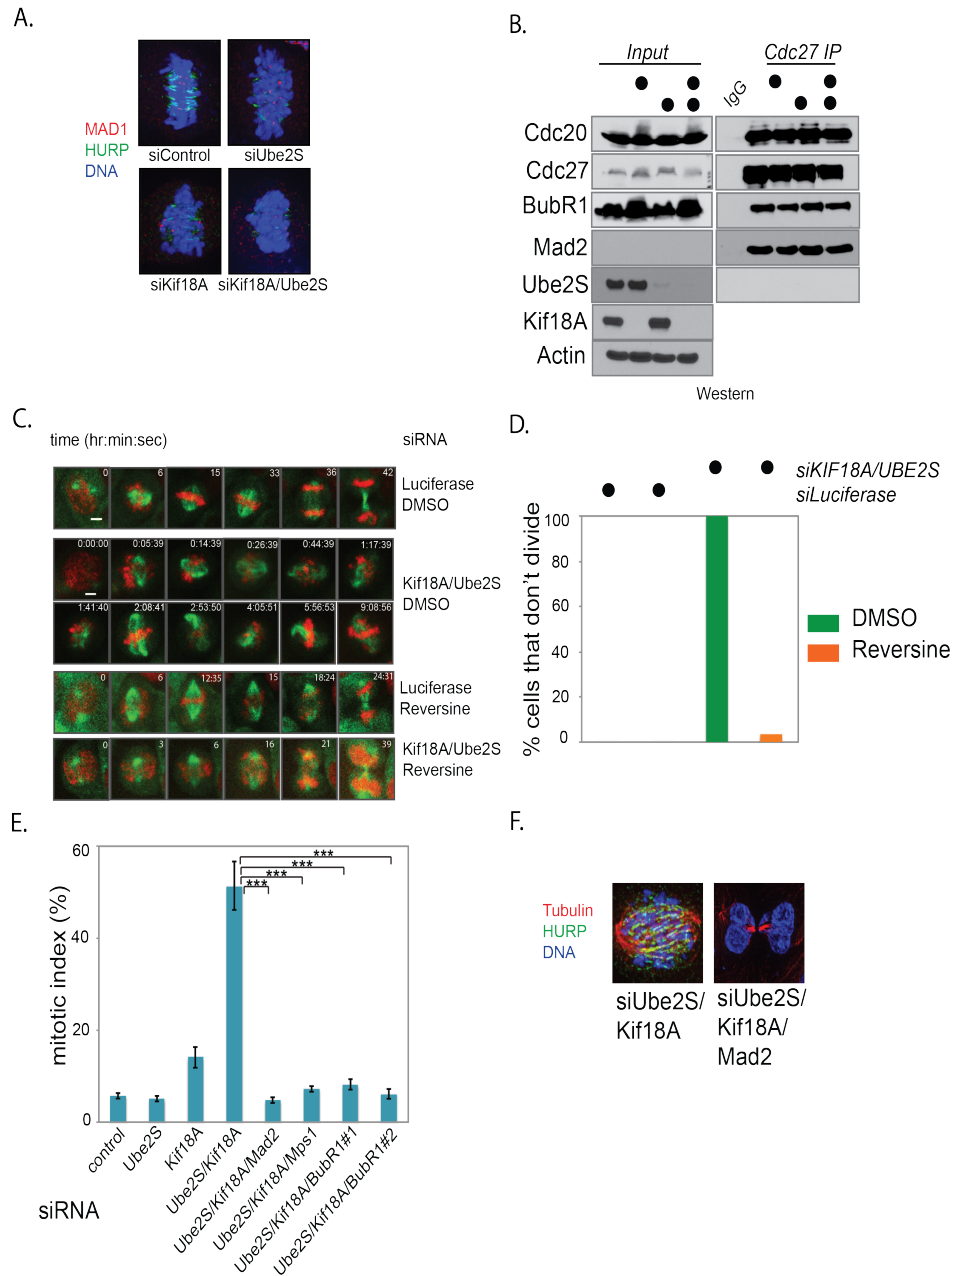 A.
MAD1
HURP
DNA
siControl
siUbe2S
siKif18A
siKif18A/Ube2S
B.
Input
Cdc27 IP
IgG
Cdc20
Cdc27
BubR1
Mad2
Ube2S
Kif18A
Actin
Western
C.
time (hr:min:sec)
siRNA
0 6 15 33 36 42
Luciferase
DMSO
0:00:00 0:05:39 0:14:39 0:26:39 0:44:39 1:17:39
Kif18A/Ube2S
DMSO
1:41:40 2:08:41 2:53:50 4:05:51 5:56:53 9:08:56
0 6 12:35 15 18:24 24:31
Luciferase
Reversine
0 3 6 16 21 39
Kif18A/Ube2S
Reversine
D.
siKIF18A/UBE2S
siLuciferase
% cells that don't divide
100
80
60
40
20
0
DMSO
Reversine
E.
mitotic index (%)
60
40
20
0
***
***
***
***
control
Ube2S
Kif18A
Ube2S/Kif18A
Ube2S/Kif18A/Mad2
Ube2S/Kif18A/Mps1
Ube2S/Kif18A/BubR1#1
Ube2S/Kif18A/BubR1#2
siRNA
F.
Tubulin
HURP
DNA
siUbe2S/
Kif18A
siUbe2S/
Kif18A/
Mad2